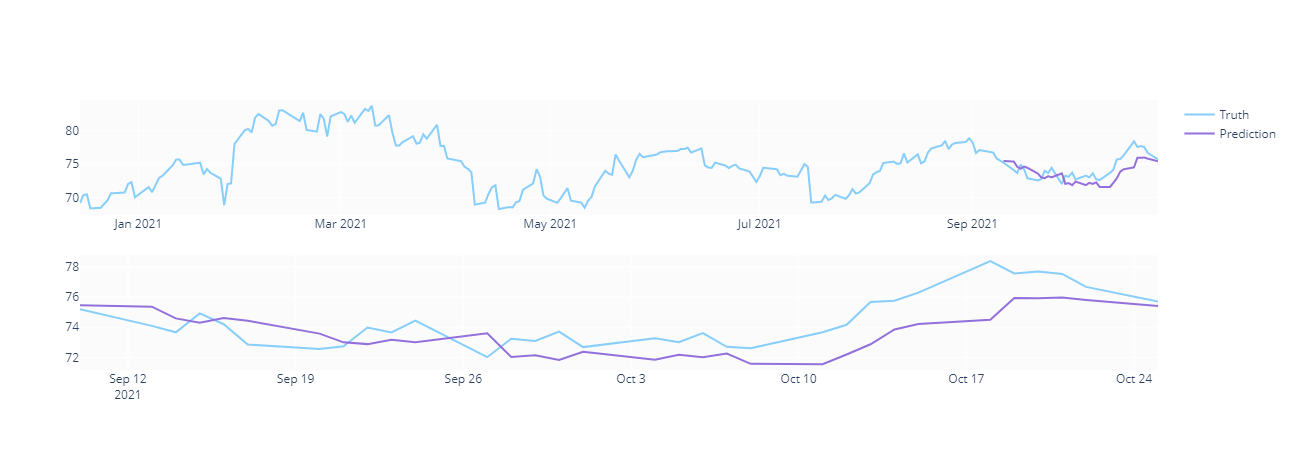 80
75
70
Jan 2021
Mar 2021
May 2021
Jul 2021
Sep 2021
Truth
Prediction
78
76
74
72
Sep 12
2021
Sep 19
Sep 26
Oct 3
Oct 10
Oct 17
Oct 24